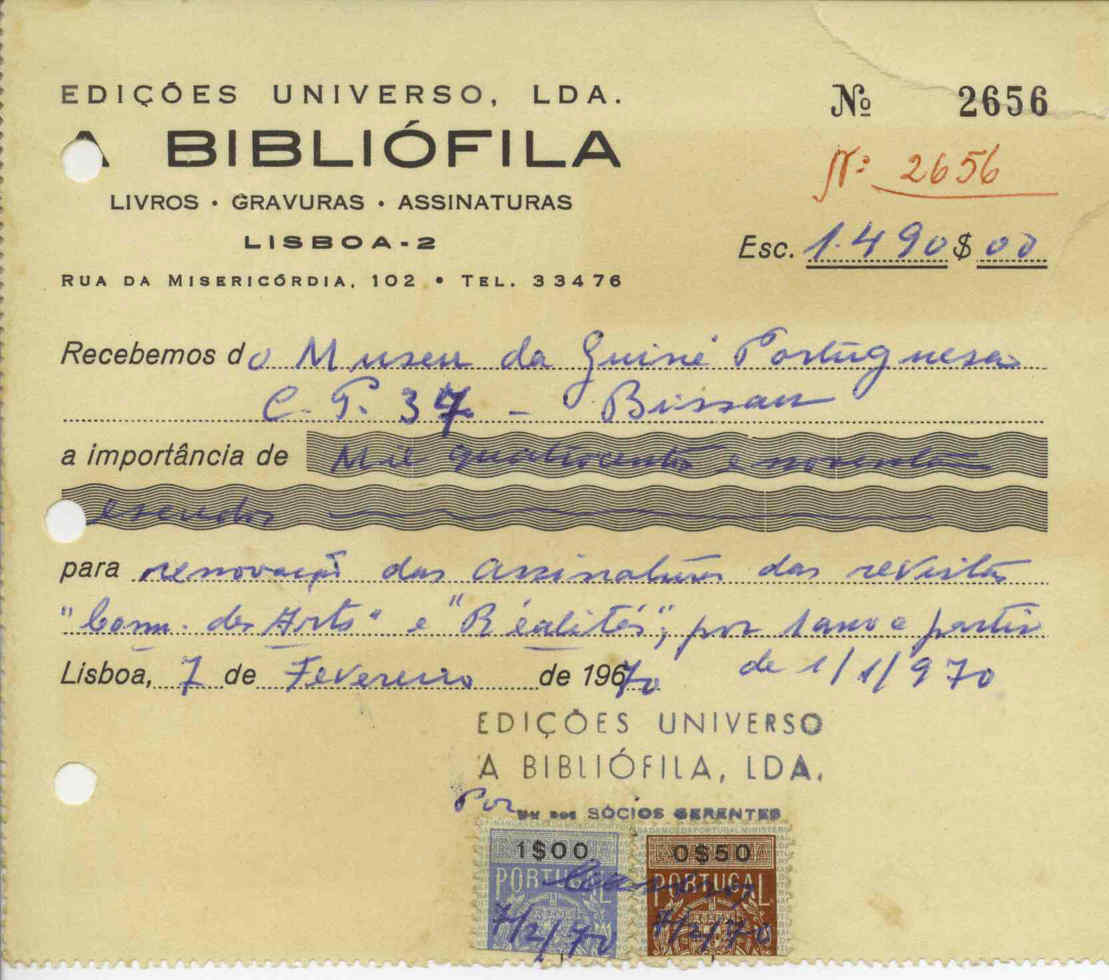 EDIÇÕES UNIVERSO, LDA.
A BIBLIÓFILA
LIVROS • GRAVURAS • ASSINATURAS
LISBOA-2
RUA DA MISERICÓRDIA, 102 • TEL. 33476
Nº 2656
Nº 2656
Esc. 1.490$00
Recebemos do Museu da Guiné Portuguesa
C. P. 37 - Bissau
a importância de Mil quatrocentos e noventa
escudos
para renovação das assinaturas das revistas
"Conn. des Arts" e "Réalités", por 1 ano a partir
de 1/1/970
Lisboa, 7 de Fevereiro de 1970
EDIÇÕES UNIVERSO
A BIBLIÓFILA, LDA.
Por
UM DOS SÓCIOS GERENTES
1$00 0$50
PORTUGAL PORTUGAL
7/2/70 7/2/70